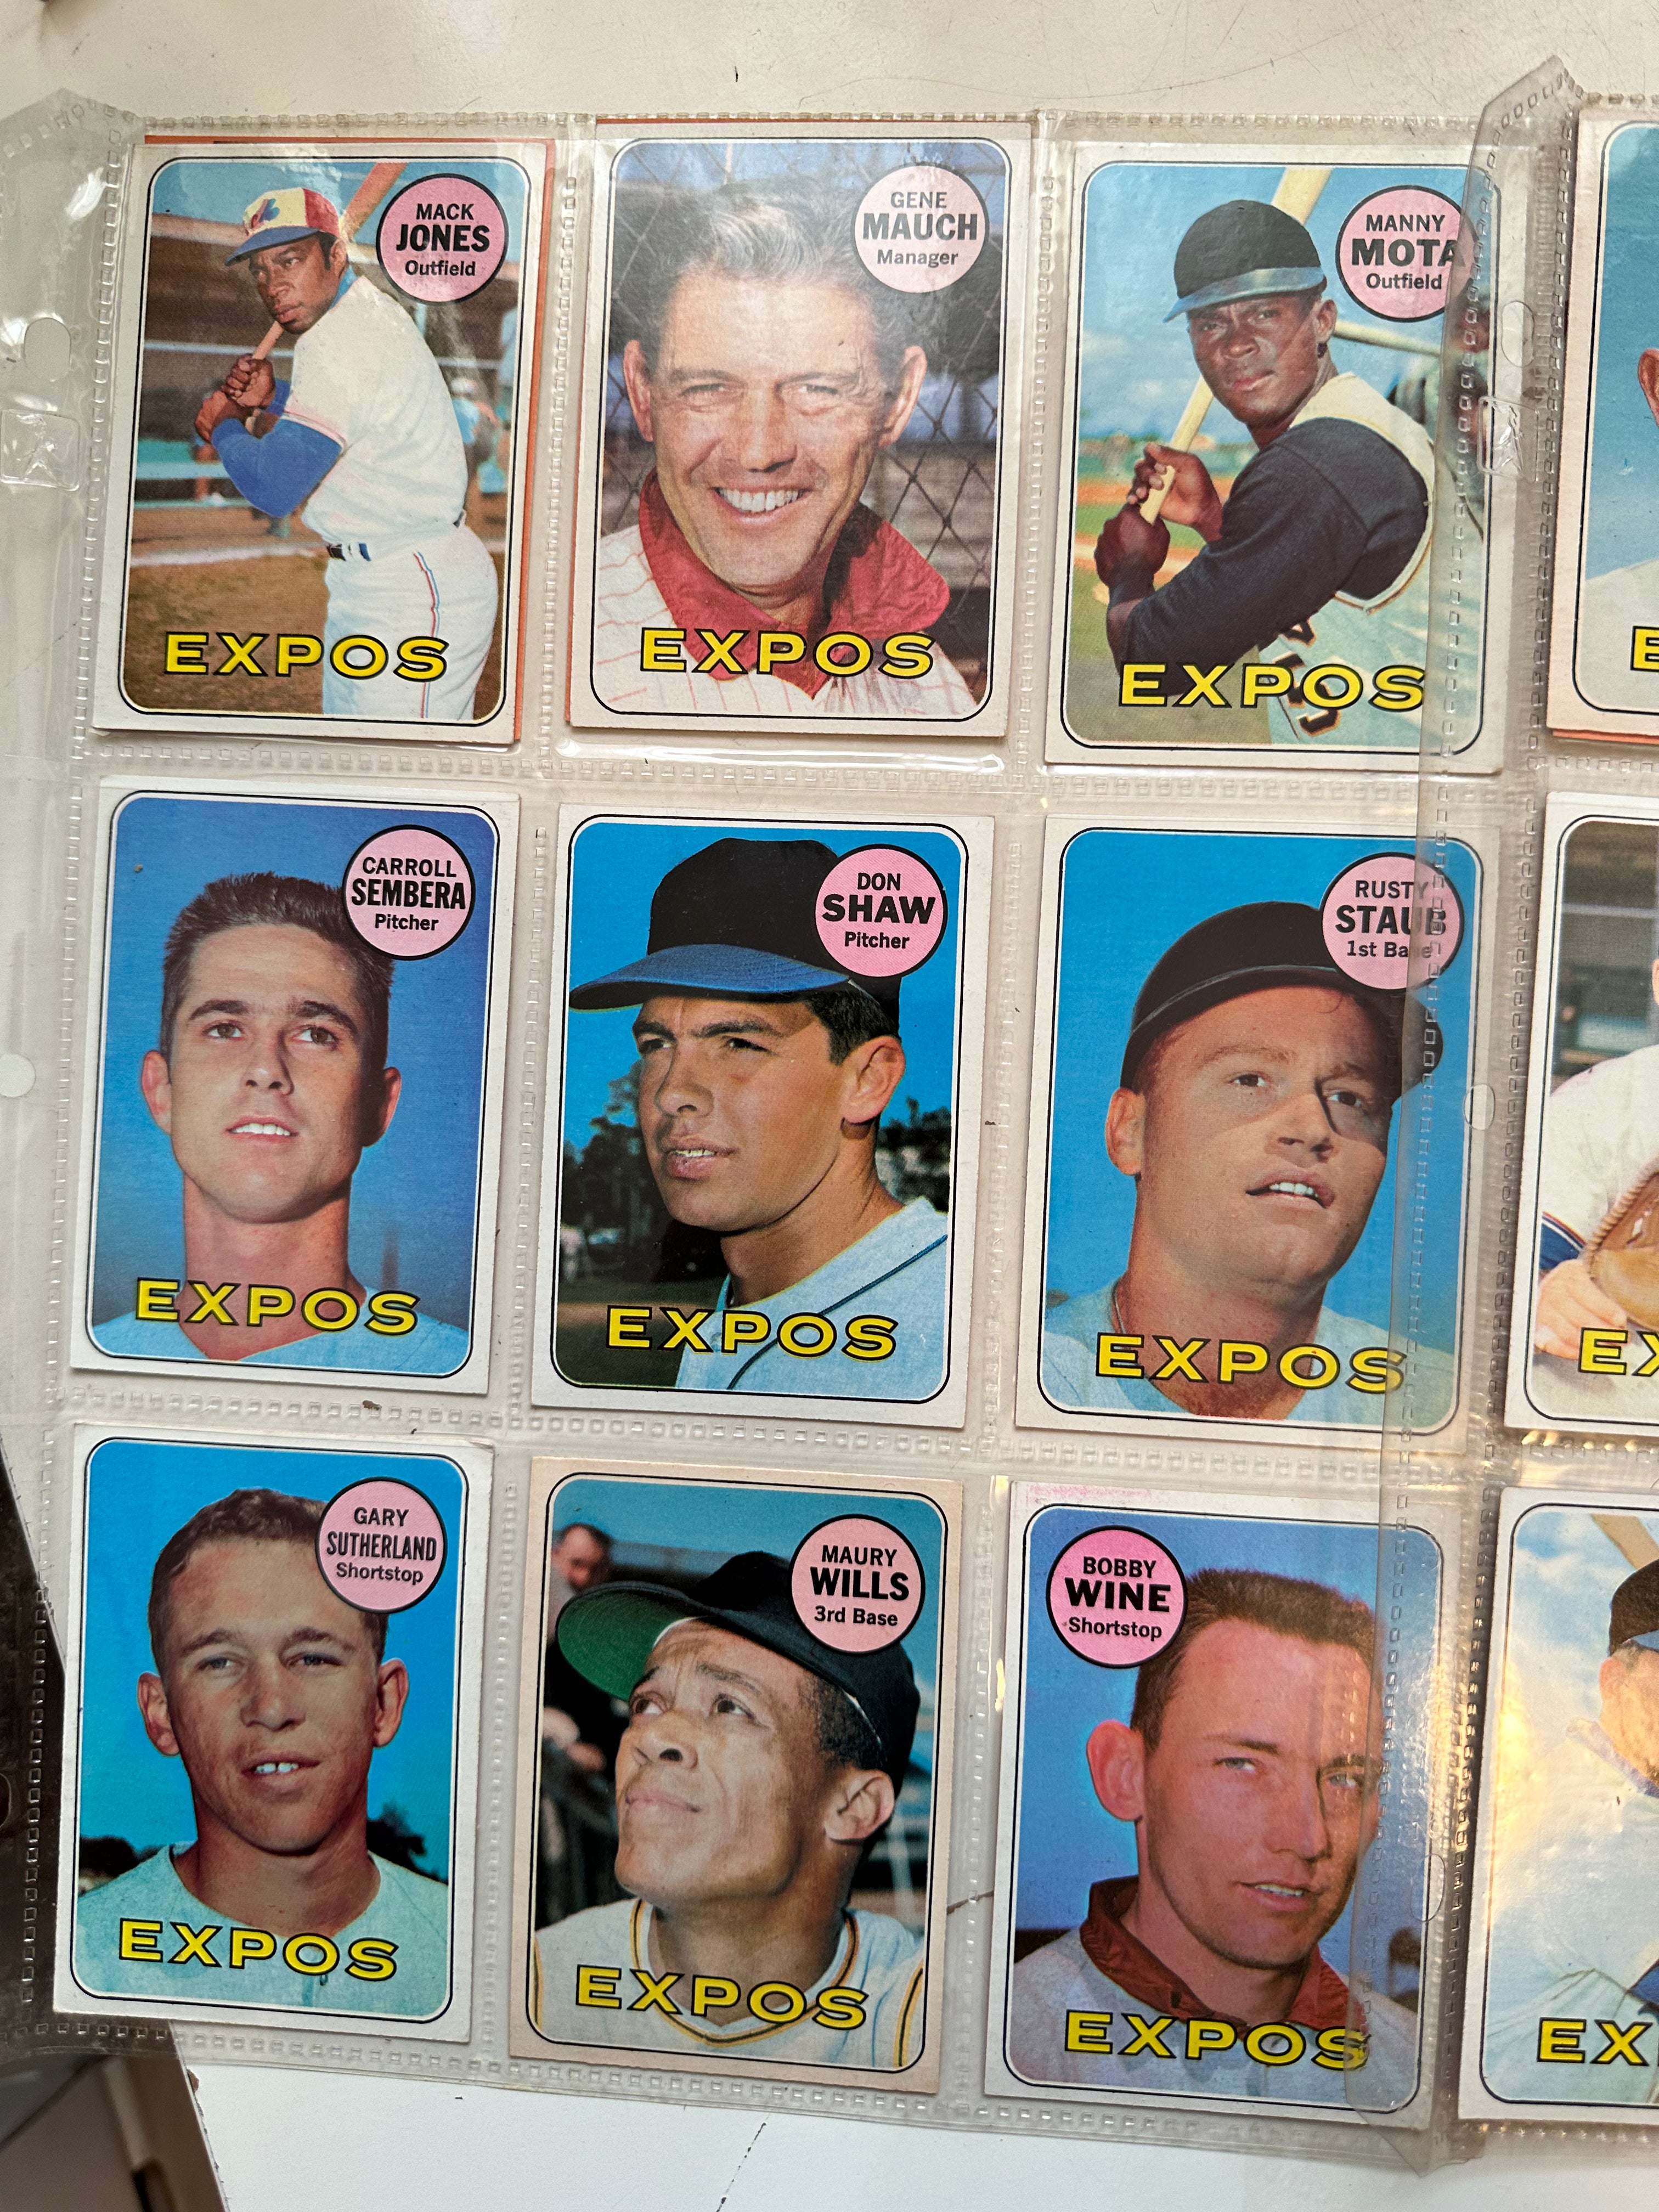 MACK
JONES
Outfield
EXPOS
GENE
MAUCH
Manager
EXPOS
MANNY
MOTA
Outfield
EXPOS
E
CARROLL
SEMBERA
Pitcher
EXPOS
DON
SHAW
Pitcher
EXPOS
RUSTY
STAUB
1st Base
EXPOS
EX
GARY
SUTHERLAND
Shortstop
EXPOS
MAURY
WILLS
3rd Base
EXPOS
BOBBY
WINE
Shortstop
EXPOS
EX